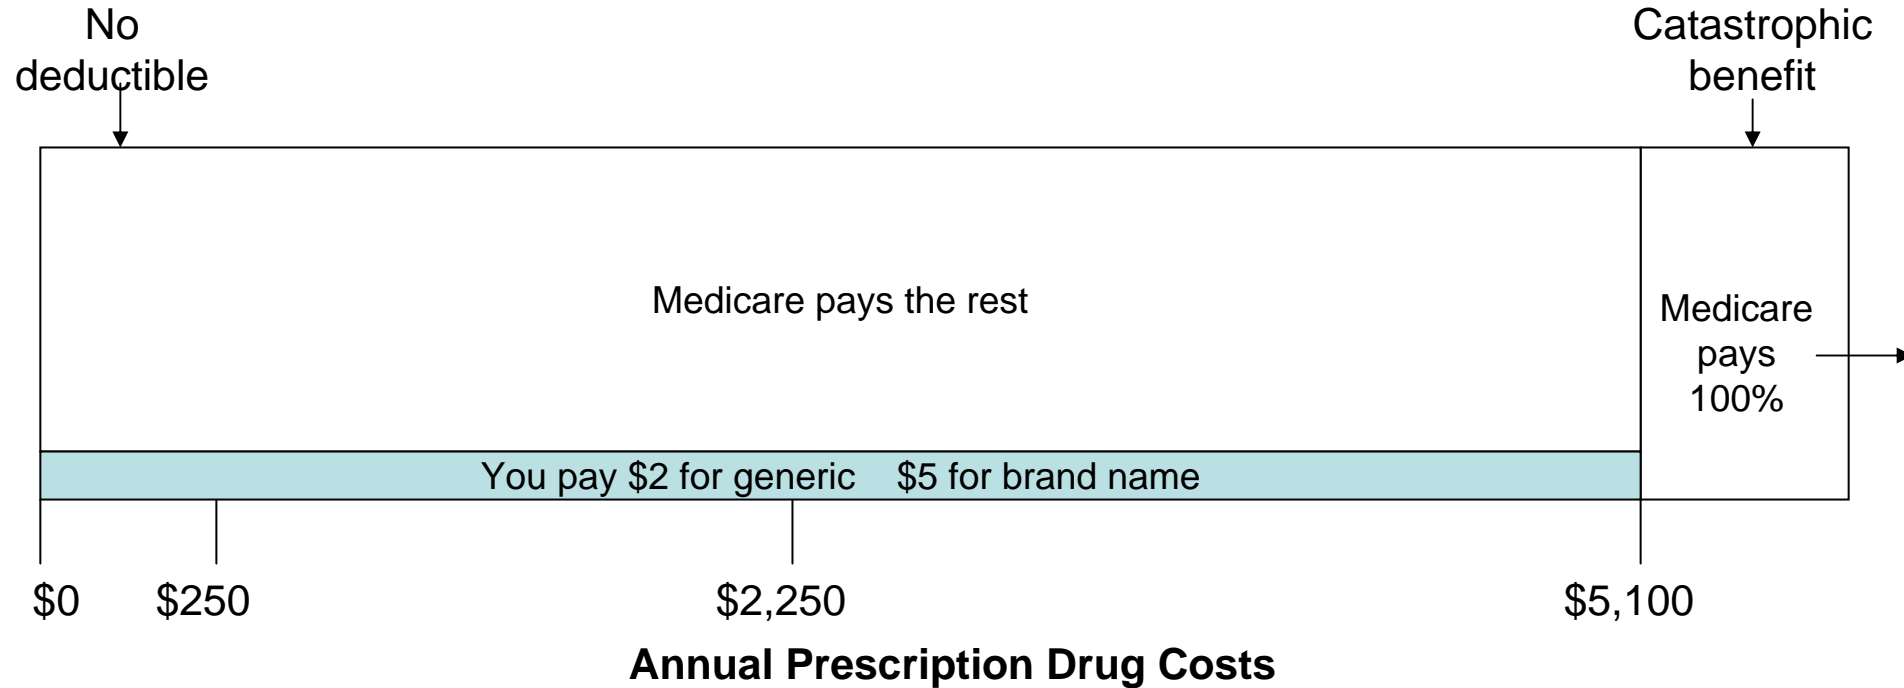 No
deductible
Catastrophic
benefit
Medicare pays the rest
Medicare
pays
100%
You pay $2 for generic    $5 for brand name
$0
$250
$2,250
$5,100
Annual Prescription Drug Costs